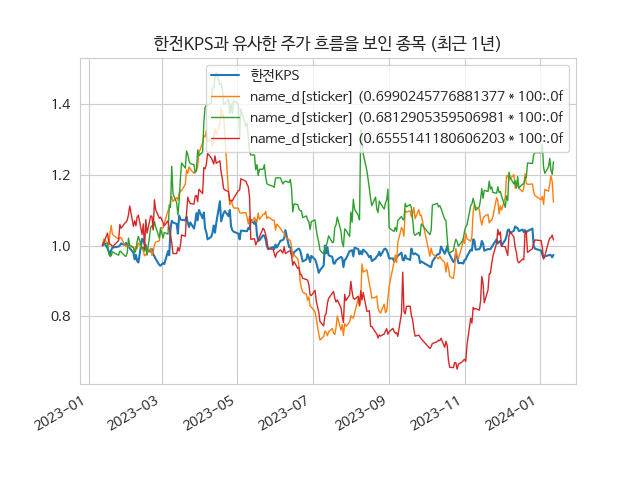 한전KPS과 유사한 주가 흐름을 보인 종목 (최근 1년)
한전KPS
name_d[sticker] (0.6990245776881377 * 100:.0f
name_d[sticker] (0.6812905359506981 * 100:.0f
name_d[sticker] (0.6555141180606203 * 100:.0f
1.4
1.2
1.0
0.8
2023-01
2023-03
2023-05
2023-07
2023-09
2023-11
2024-01